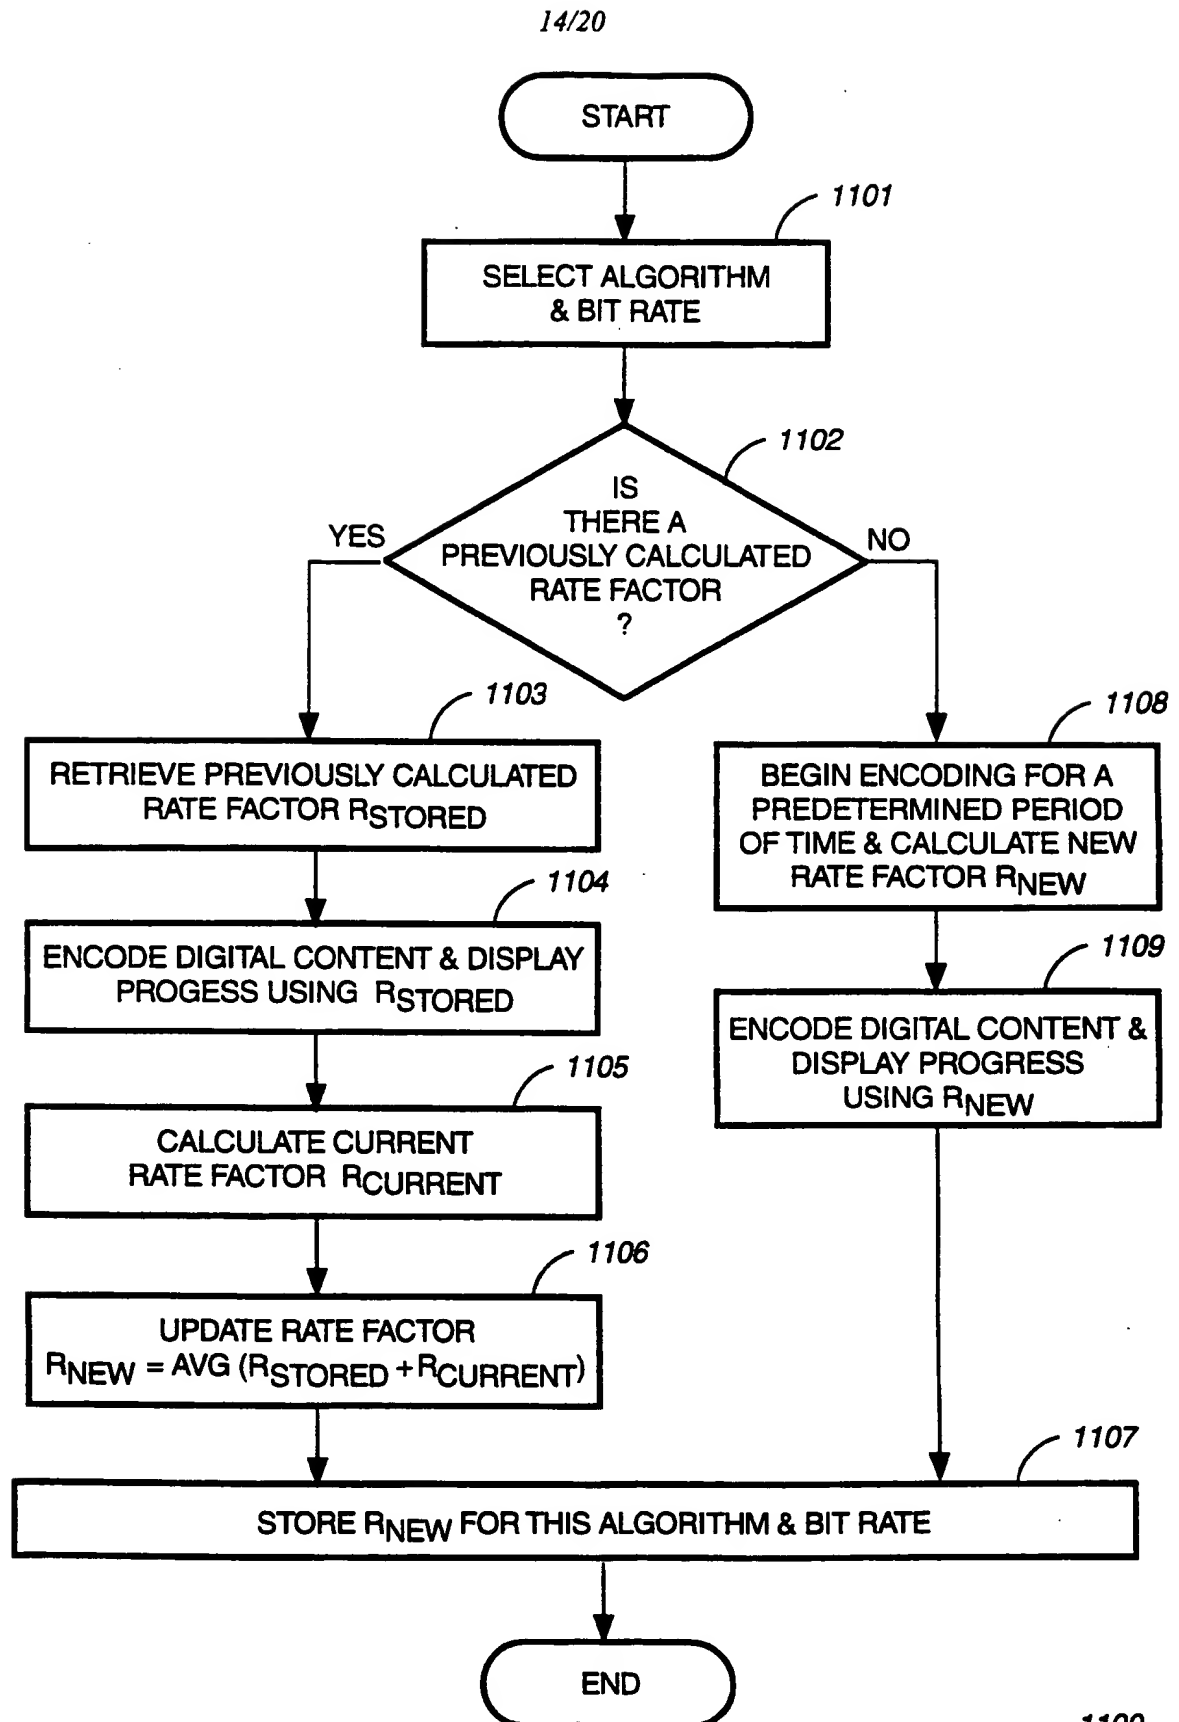 14/20
START
1101
SELECT ALGORITHM
& BIT RATE
1102
IS
THERE A
PREVIOUSLY CALCULATED
RATE FACTOR
?
YES
NO
1103
RETRIEVE PREVIOUSLY CALCULATED
RATE FACTOR RSTORED
1104
ENCODE DIGITAL CONTENT & DISPLAY
PROGESS USING RSTORED
1105
CALCULATE CURRENT
RATE FACTOR RCURRENT
1106
UPDATE RATE FACTOR
RNEW = AVG (RSTORED + RCURRENT)
1108
BEGIN ENCODING FOR A
PREDETERMINED PERIOD
OF TIME & CALCULATE NEW
RATE FACTOR RNEW
1109
ENCODE DIGITAL CONTENT &
DISPLAY PROGRESS
USING RNEW
1107
STORE RNEW FOR THIS ALGORITHM & BIT RATE
END